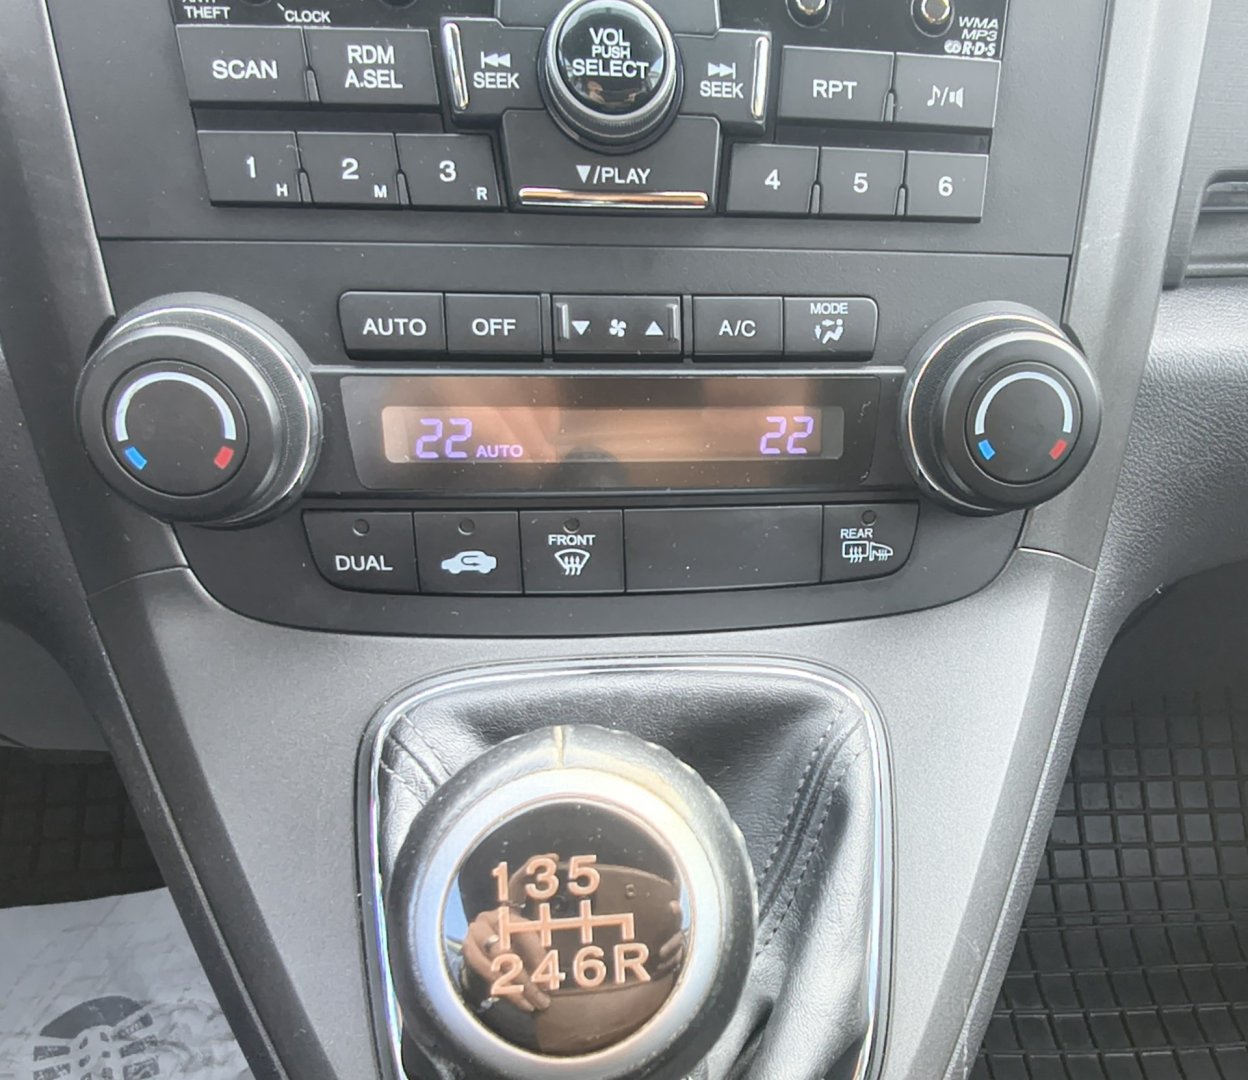 THEFT
CLOCK
WMA
MP3
R·D·S
SCAN
RDM
A.SEL
SEEK
VOL
PUSH
SELECT
SEEK
RPT
1 H
2 M
3 R
▼/PLAY
4
5
6
AUTO
OFF
A/C
MODE
22 AUTO
22
DUAL
FRONT
REAR
135
246R